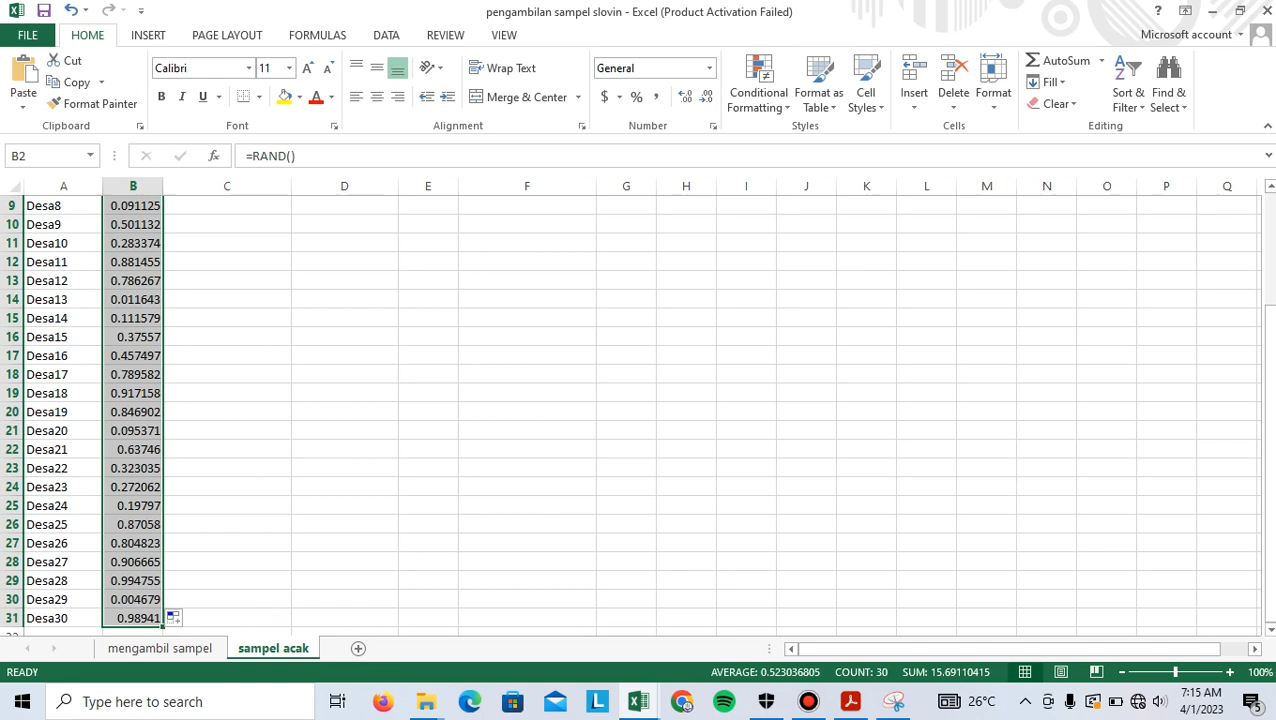 pengambilan sampel slovin - Excel (Product Activation Failed)
FILE HOME INSERT PAGE LAYOUT FORMULAS DATA REVIEW VIEW Microsoft account
Cut
Copy
Format Painter
Paste
Clipboard
Calibri 11
B I U
Font
Wrap Text
Merge & Center
Alignment
General
$ % ,
Number
Conditional Formatting
Format as Table
Cell Styles
Styles
Insert Delete Format
Cells
AutoSum
Fill
Clear
Sort & Filter
Find & Select
Editing
B2 fx =RAND()
A B C D E F G H I J K L M N O P Q
9 Desa8 0.091125
10 Desa9 0.501132
11 Desa10 0.283374
12 Desa11 0.881455
13 Desa12 0.786267
14 Desa13 0.011643
15 Desa14 0.111579
16 Desa15 0.37557
17 Desa16 0.457497
18 Desa17 0.789582
19 Desa18 0.917158
20 Desa19 0.846902
21 Desa20 0.095371
22 Desa21 0.63746
23 Desa22 0.323035
24 Desa23 0.272062
25 Desa24 0.19797
26 Desa25 0.87058
27 Desa26 0.804823
28 Desa27 0.906665
29 Desa28 0.994755
30 Desa29 0.004679
31 Desa30 0.98941
mengambil sampel sampel acak
READY AVERAGE: 0.523036805 COUNT: 30 SUM: 15.69110415 100%
Type here to search 26°C 7:15 AM
4/1/2023 5